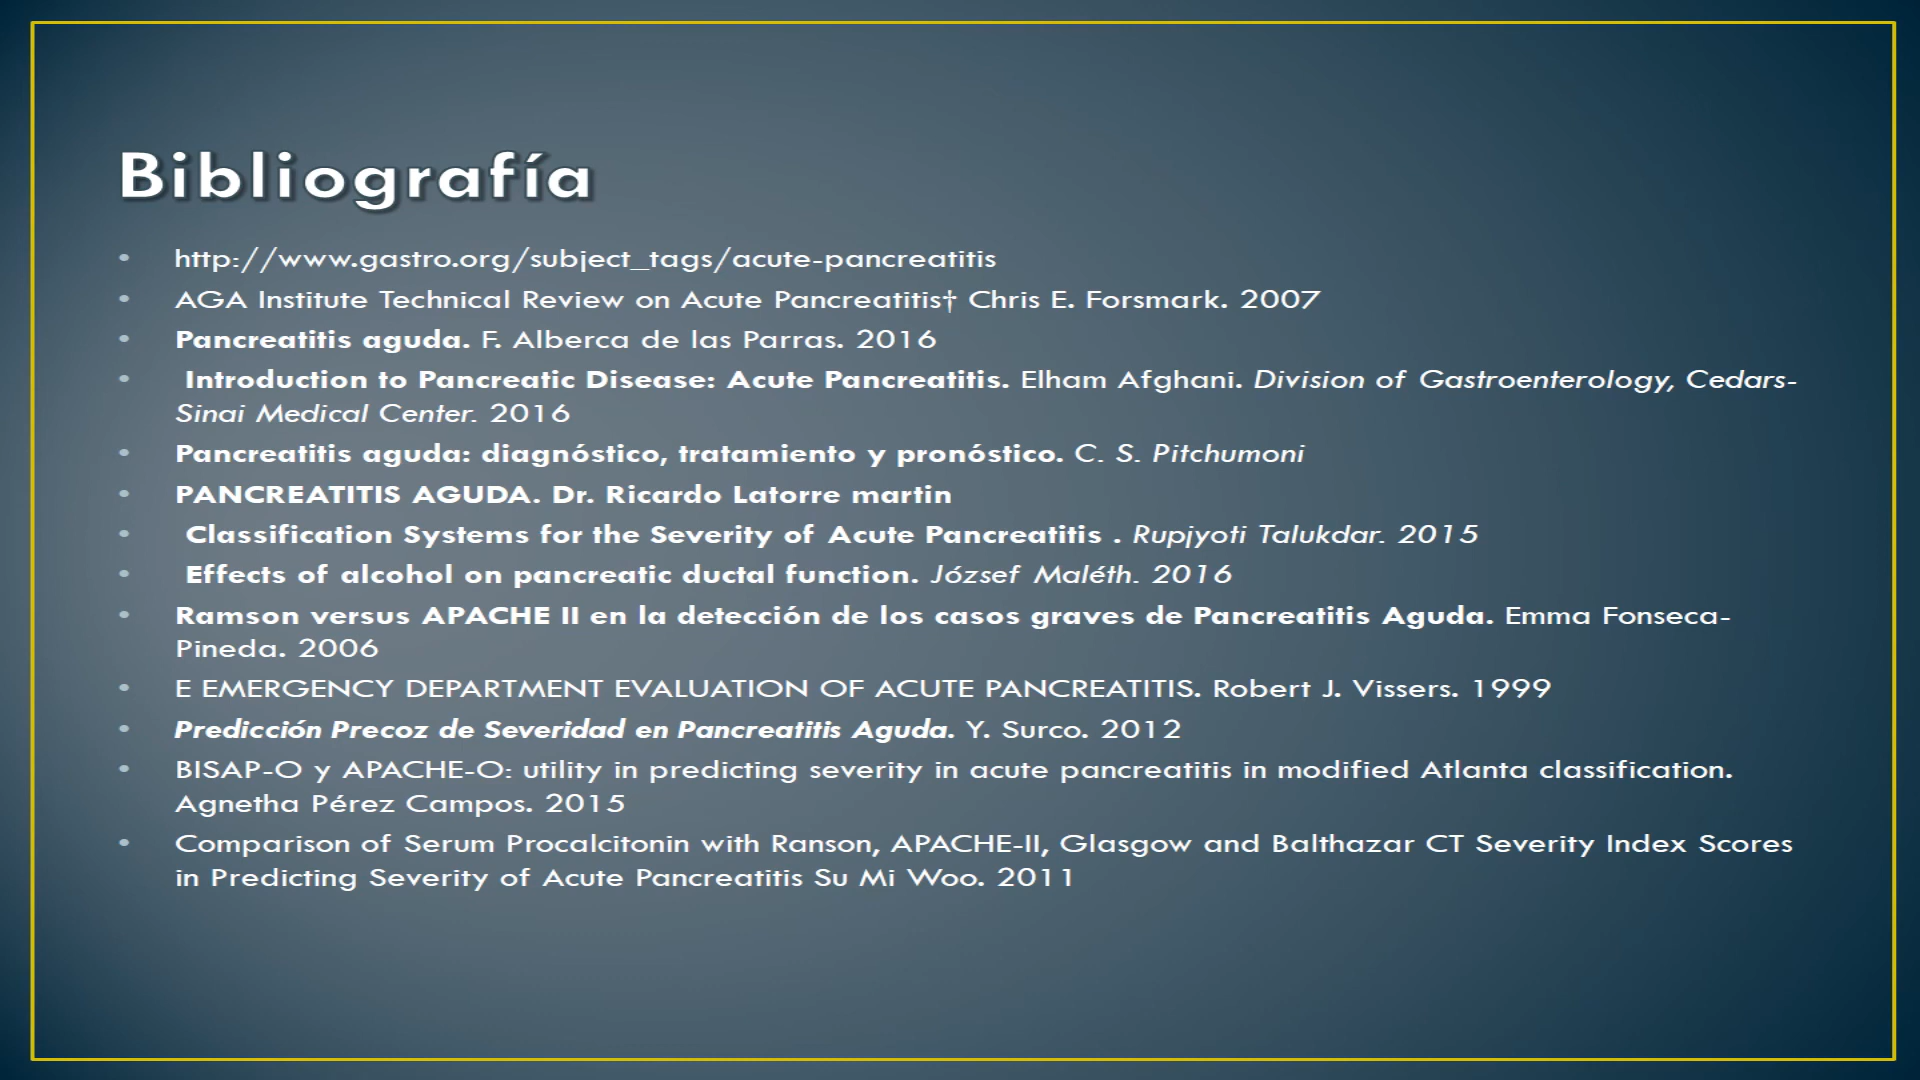 Bibliografía
• http://www.gastro.org/subject_tags/acute-pancreatitis
• AGA Institute Technical Review on Acute Pancreatitis† Chris E. Forsmark. 2007
• Pancreatitis aguda. F. Alberca de las Parras. 2016
• Introduction to Pancreatic Disease: Acute Pancreatitis. Elham Afghani. Division of Gastroenterology, Cedars-
Sinai Medical Center. 2016
• Pancreatitis aguda: diagnóstico, tratamiento y pronóstico. C. S. Pitchumoni
• PANCREATITIS AGUDA. Dr. Ricardo Latorre martin
• Classification Systems for the Severity of Acute Pancreatitis . Rupjyoti Talukdar. 2015
• Effects of alcohol on pancreatic ductal function. József Maléth. 2016
• Ramson versus APACHE II en la detección de los casos graves de Pancreatitis Aguda. Emma Fonseca-
Pineda. 2006
• E EMERGENCY DEPARTMENT EVALUATION OF ACUTE PANCREATITIS. Robert J. Vissers. 1999
• Predicción Precoz de Severidad en Pancreatitis Aguda. Y. Surco. 2012
• BISAP-O y APACHE-O: utility in predicting severity in acute pancreatitis in modified Atlanta classification.
Agnetha Pérez Campos. 2015
• Comparison of Serum Procalcitonin with Ranson, APACHE-II, Glasgow and Balthazar CT Severity Index Scores
in Predicting Severity of Acute Pancreatitis Su Mi Woo. 2011